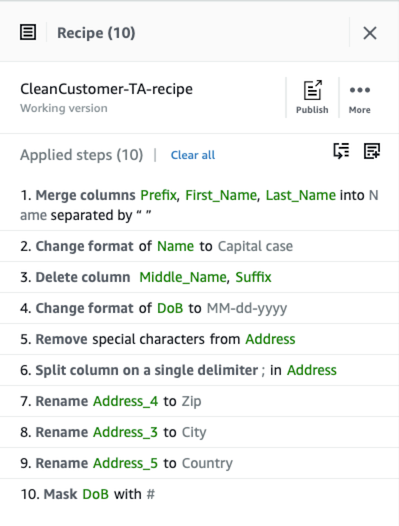 Recipe (10)
CleanCustomer-TA-recipe
Working version
Publish
More
Applied steps (10) | Clear all
1. Merge columns Prefix, First_Name, Last_Name into N
ame separated by “ ”
2. Change format of Name to Capital case
3. Delete column Middle_Name, Suffix
4. Change format of DoB to MM-dd-yyyy
5. Remove special characters from Address
6. Split column on a single delimiter ; in Address
7. Rename Address_4 to Zip
8. Rename Address_3 to City
9. Rename Address_5 to Country
10. Mask DoB with #